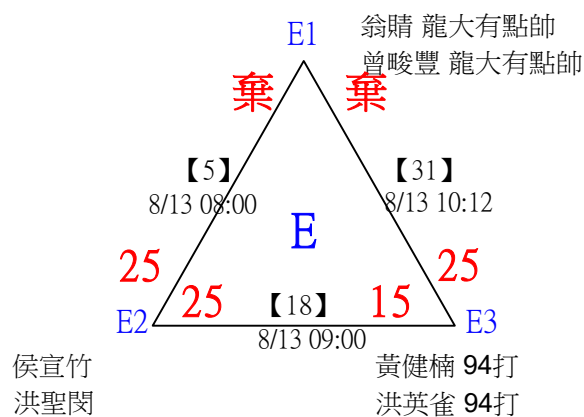 E1
翁睛 龍大有點帥
曾畯豐 龍大有點帥
棄 棄
【5】
8/13 08:00
【31】
8/13 10:12
E
25
25
【18】
15
25
E2
8/13 09:00
E3
侯宣竹
洪聖閔
黃健楠 94打
洪英雀 94打